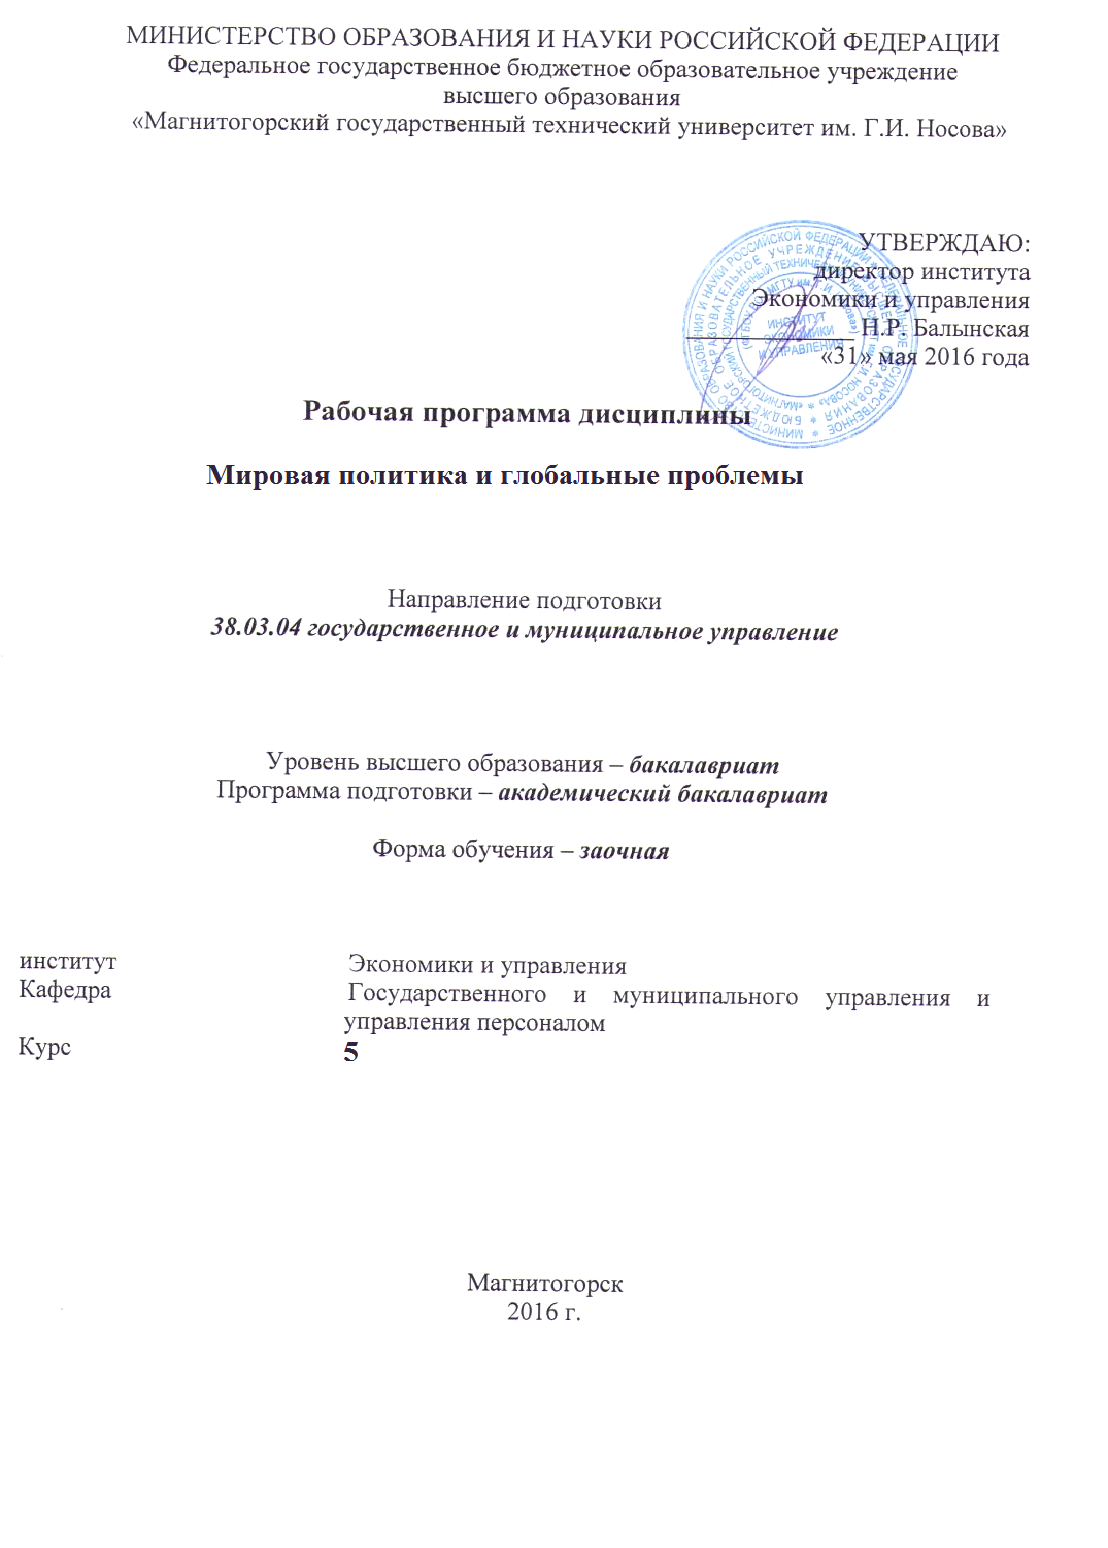 МИНИСТЕРСТВО ОБРАЗОВАНИЯ И НАУКИ РОССИЙСКОЙ ФЕДЕРАЦИИ
Федеральное государственное бюджетное образовательное учреждение
высшего образования
«Магнитогорский государственный технический университет им. Г.И. Носова»
УТВЕРЖДАЮ:
директор института
Экономики и управления
Н.Р. Балынская
«31» мая 2016 года
ИНСТИТУТ
ЭКОНОМИКИ
И УПРАВЛЕНИЯ
Рабочая программа дисциплины
Мировая политика и глобальные проблемы
Направление подготовки
38.03.04 государственное и муниципальное управление
Уровень высшего образования – бакалавриат
Программа подготовки – академический бакалавриат
Форма обучения – заочная
институт Экономики и управления
Кафедра Государственного и муниципального управления и
управления персоналом
Курс 5
Магнитогорск
2016 г.